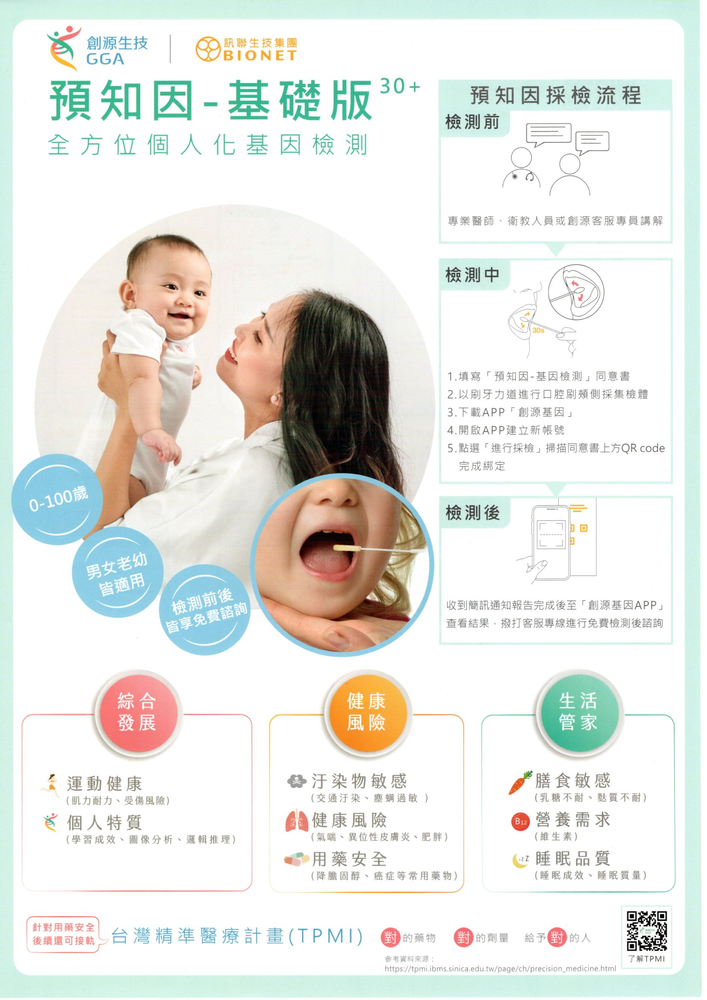 創源生技
GGA
訊聯生技集團
BIONET
預知因-基礎版30+
全方位個人化基因檢測
0-100歲
男女老幼
皆適用
檢測前後
皆享免費諮詢
預知因採檢流程
檢測前
專業醫師、衛教人員或創源客服專員講解
檢測中
30s
1.填寫「預知因-基因檢測」同意書
2.以刷牙力道進行口腔刷頰側採集檢體
3.下載APP「創源基因」
4.開啟APP建立新帳號
5.點選「進行採檢」掃描同意書上方QR code
完成綁定
檢測後
收到簡訊通知報告完成後至「創源基因APP」
查看結果，撥打客服專線進行免費檢測後諮詢
綜合
發展
運動健康
(肌力耐力、受傷風險)
個人特質
(學習成效、圖像分析、邏輯推理)
健康
風險
汙染物敏感
(交通汙染、塵蟎過敏 )
健康風險
(氣喘、異位性皮膚炎、肥胖)
用藥安全
(降膽固醇、癌症等常用藥物)
生活
管家
膳食敏感
(乳糖不耐、麩質不耐)
B12
營養需求
(維生素)
zzZ
睡眠品質
(睡眠成效、睡眠質量)
針對用藥安全
後續還可接軌
台灣精準醫療計畫(TPMI)
對的藥物 對的劑量 給予對的人
參考資料來源：
https://tpmi.ibms.sinica.edu.tw/page/ch/precision_medicine.html
創源生技
GGA
了解TPMI